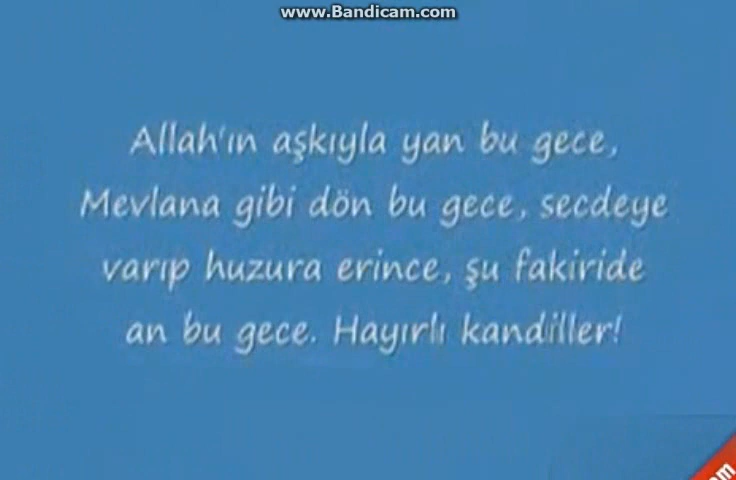 www.Bandicam.com
Allah'ın aşkıyla yan bu gece,
Mevlana gibi dön bu gece, secdeye
varıp huzura erince, şu fakiride
an bu gece. Hayırlı kandiller!